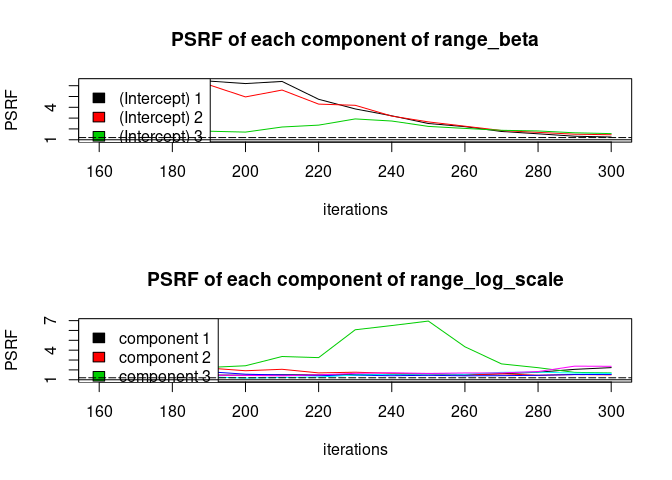 PSRF of each component of range_beta
PSRF
4
1
(Intercept) 1
(Intercept) 2
(Intercept) 3
160 180 200 220 240 260 280 300
iterations
PSRF of each component of range_log_scale
PSRF
7
4
1
component 1
component 2
component 3
160 180 200 220 240 260 280 300
iterations